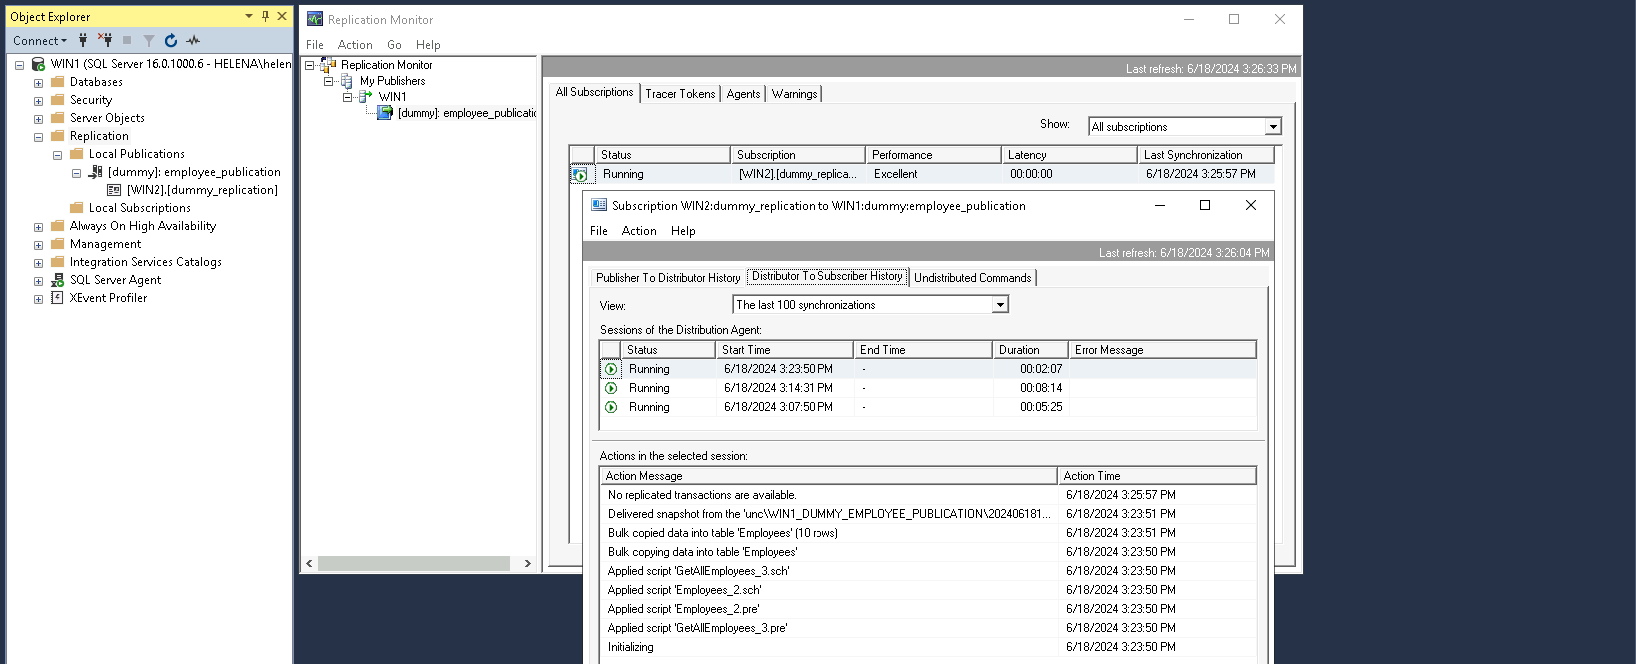 Object Explorer
Connect
WIN1 (SQL Server 16.0.1000.6 - HELENA\helen
Databases
Security
Server Objects
Replication
Local Publications
[dummy]: employee_publication
[WIN2].[dummy_replication]
Local Subscriptions
Always On High Availability
Management
Integration Services Catalogs
SQL Server Agent
XEvent Profiler
Replication Monitor
File Action Go Help
Replication Monitor
My Publishers
WIN1
[dummy]: employee_publicatic
Last refresh: 6/18/2024 3:26:33 PM
All Subscriptions Tracer Tokens Agents Warnings
Show: All subscriptions
Status Subscription Performance Latency Last Synchronization
Running [WIN2].[dummy_replica... Excellent 00:00:00 6/18/2024 3:25:57 PM
Subscription WIN2:dummy_replication to WIN1:dummy:employee_publication
File Action Help
Last refresh: 6/18/2024 3:26:04 PM
Publisher To Distributor History Distributor To Subscriber History Undistributed Commands
View: The last 100 synchronizations
Sessions of the Distribution Agent:
Status Start Time End Time Duration Error Message
Running 6/18/2024 3:23:50 PM - 00:02:07
Running 6/18/2024 3:14:31 PM - 00:08:14
Running 6/18/2024 3:07:50 PM - 00:05:25
Actions in the selected session:
Action Message Action Time
No replicated transactions are available. 6/18/2024 3:25:57 PM
Delivered snapshot from the 'unc\WIN1_DUMMY_EMPLOYEE_PUBLICATION\202406181... 6/18/2024 3:23:51 PM
Bulk copied data into table 'Employees' (10 rows) 6/18/2024 3:23:51 PM
Bulk copying data into table 'Employees' 6/18/2024 3:23:50 PM
Applied script 'GetAllEmployees_3.sch' 6/18/2024 3:23:50 PM
Applied script 'Employees_2.sch' 6/18/2024 3:23:50 PM
Applied script 'Employees_2.pre' 6/18/2024 3:23:50 PM
Applied script 'GetAllEmployees_3.pre' 6/18/2024 3:23:50 PM
Initializing 6/18/2024 3:23:50 PM